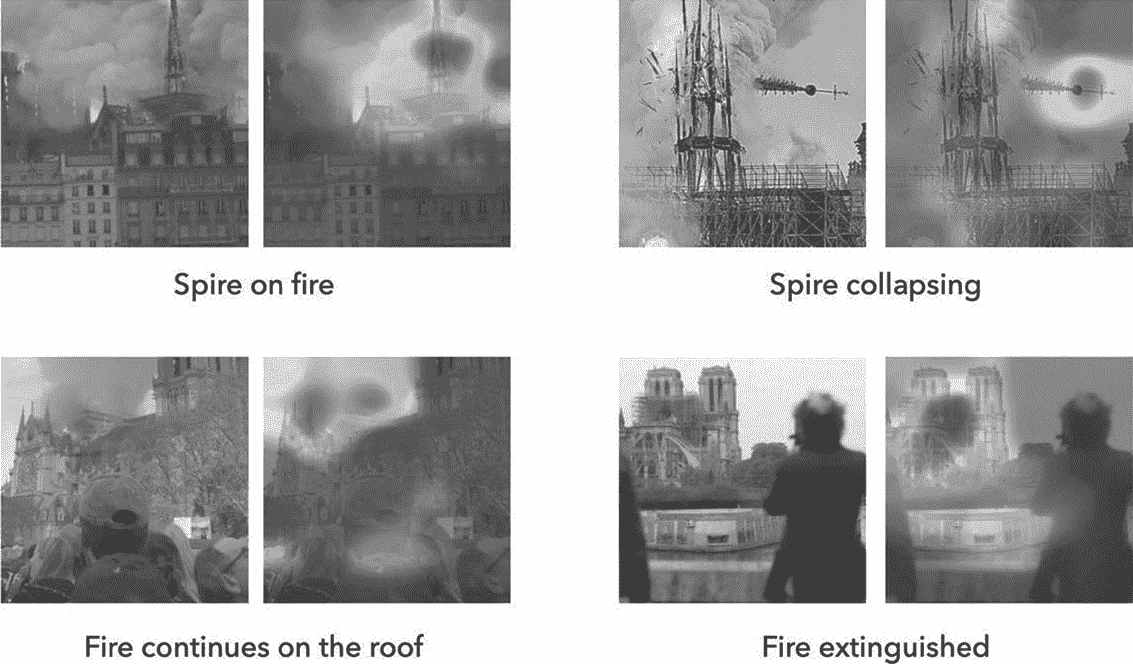 Spire on fire
Spire collapsing
Fire continues on the roof
Fire extinguished